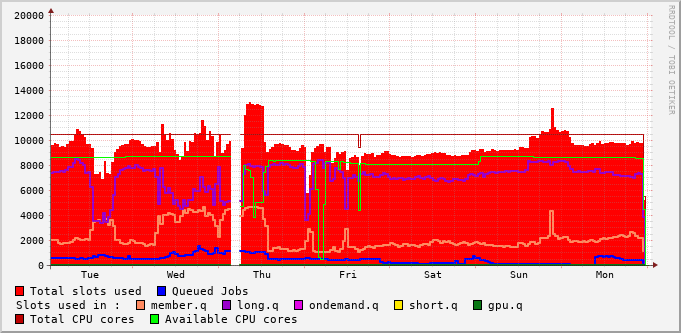 20000
18000
16000
14000
12000
10000
8000
6000
4000
2000
0
Tue Wed Thu Fri Sat Sun Mon
RRDTOOL / TOBI OETIKER
Total slots used Queued Jobs
Slots used in : member.q long.q ondemand.q short.q gpu.q
Total CPU cores Available CPU cores